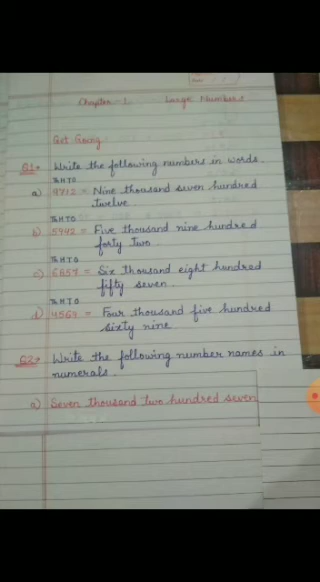 Chapter-1. Large Numbers
Get Going
Q1→ Write the following numbers in words.
Th H T O
a) 9712 = Nine thousand seven hundred
twelve
Th H T O
b) 5942 = Five thousand nine hundred
forty two
Th H T O
c) 6857 = Six thousand eight hundred
fifty seven
Th H T O
d) 4569 = Four thousand five hundred
sixty nine
Q2→ Write the following number names in
numerals.
a) Seven thousand two hundred seven